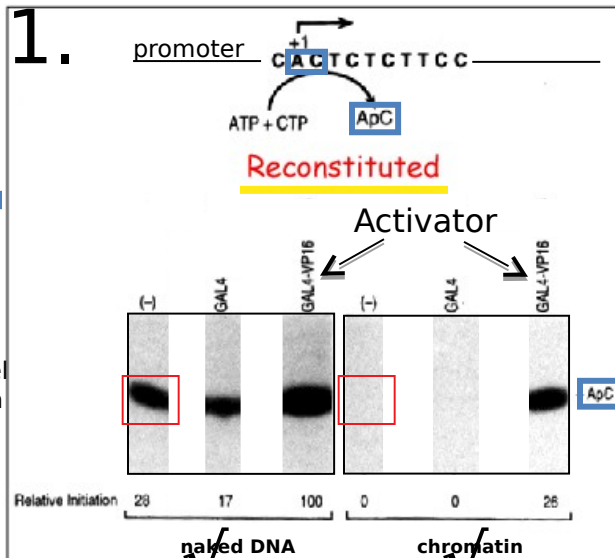 1.
promoter
+1
CACTCTCTTCC
ATP + CTP
ApC
Reconstituted
Activator
(-) GAL4 GAL4-VP16 (-) GAL4 GAL4-VP16
ApC
Relative Initiation 28 17 100 0 0 26
naked DNA chromatin